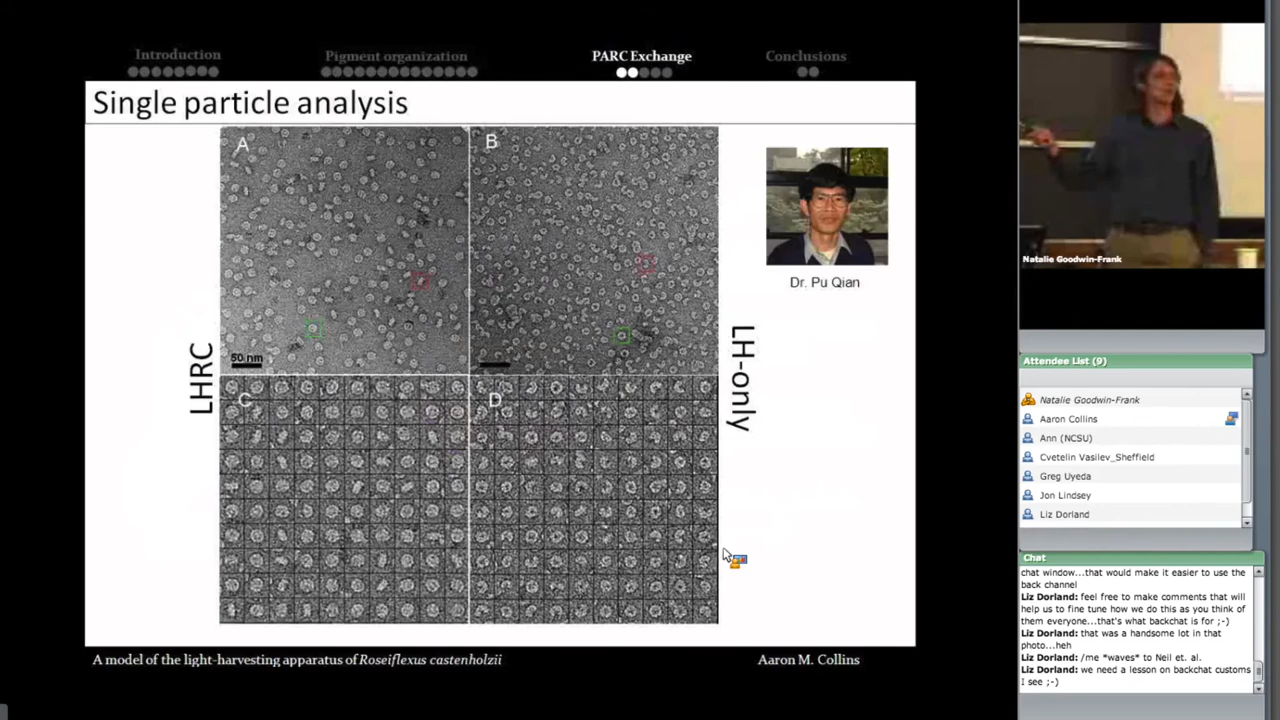 Introduction
Pigment organization
PARC Exchange
Conclusions
Single particle analysis
A
B
50 nm
C
D
LHRC
LH-only
Dr. Pu Qian
A model of the light-harvesting apparatus of Roseiflexus castenholzii
Aaron M. Collins
Natalie Goodwin-Frank
Attendee List (9)
Natalie Goodwin-Frank
Aaron Collins
Ann (NCSU)
Cvetelin Vasilev_Sheffield
Greg Uyeda
Jon Lindsey
Liz Dorland
Chat
chat window...that would make it easier to use the
back channel
Liz Dorland: feel free to make comments that will
help us to fine tune how we do this as you think of
them everyone...that's what backchat is for ;-)
Liz Dorland: that was a handsome lot in that
photo...heh
Liz Dorland: /me *waves* to Neil et. al.
Liz Dorland: we need a lesson on backchat customs
I see ;-)